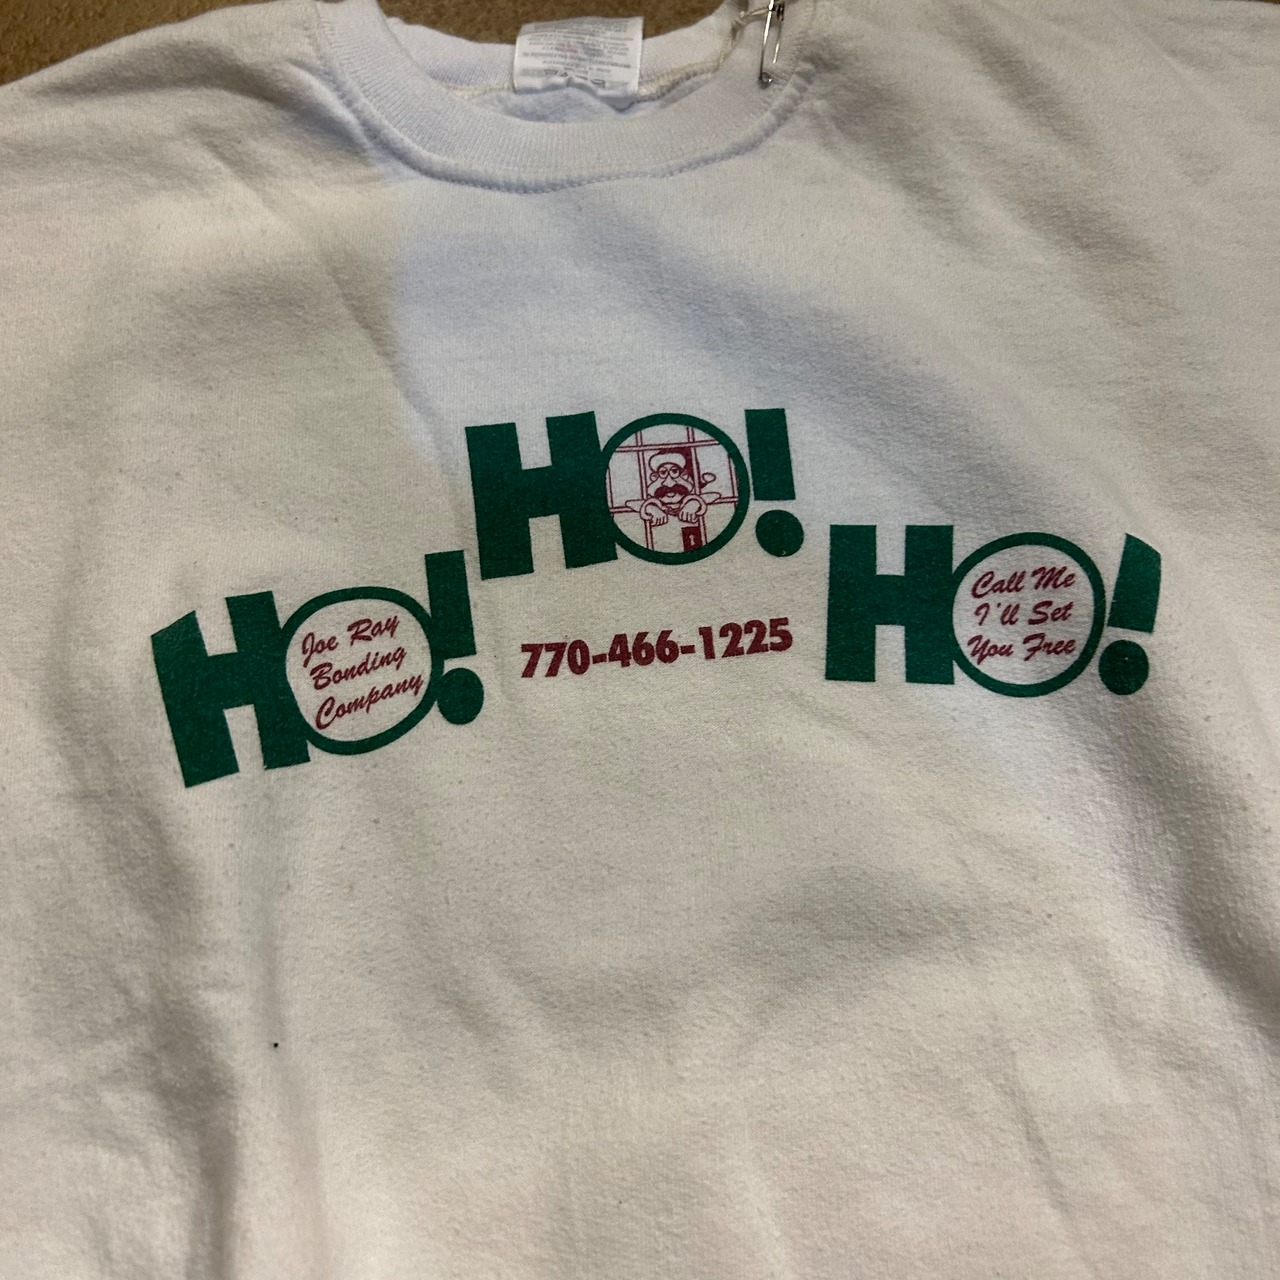 HO!
HO!
HO!
Joe Ray
Bonding
Company
770-466-1225
Call Me
I'll Set
You Free